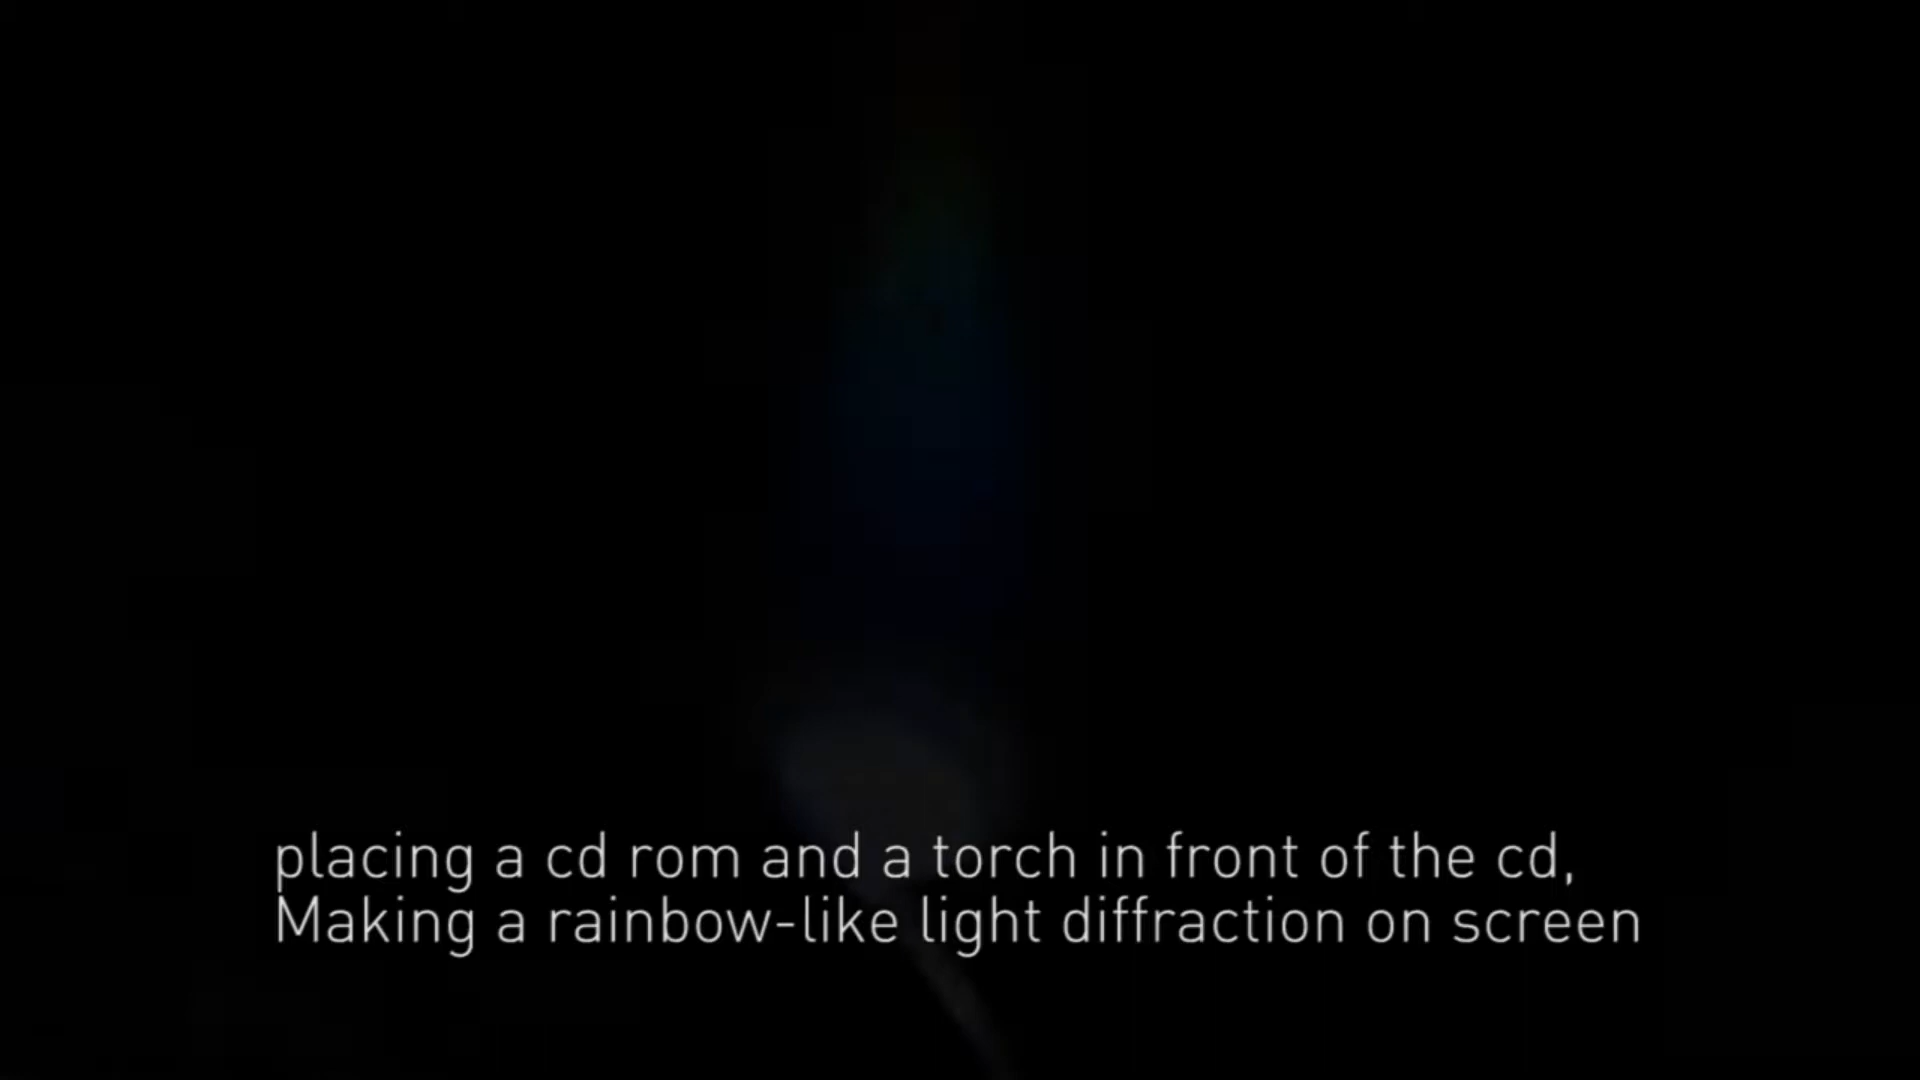 placing a cd rom and a torch in front of the cd,
Making a rainbow-like light diffraction on screen